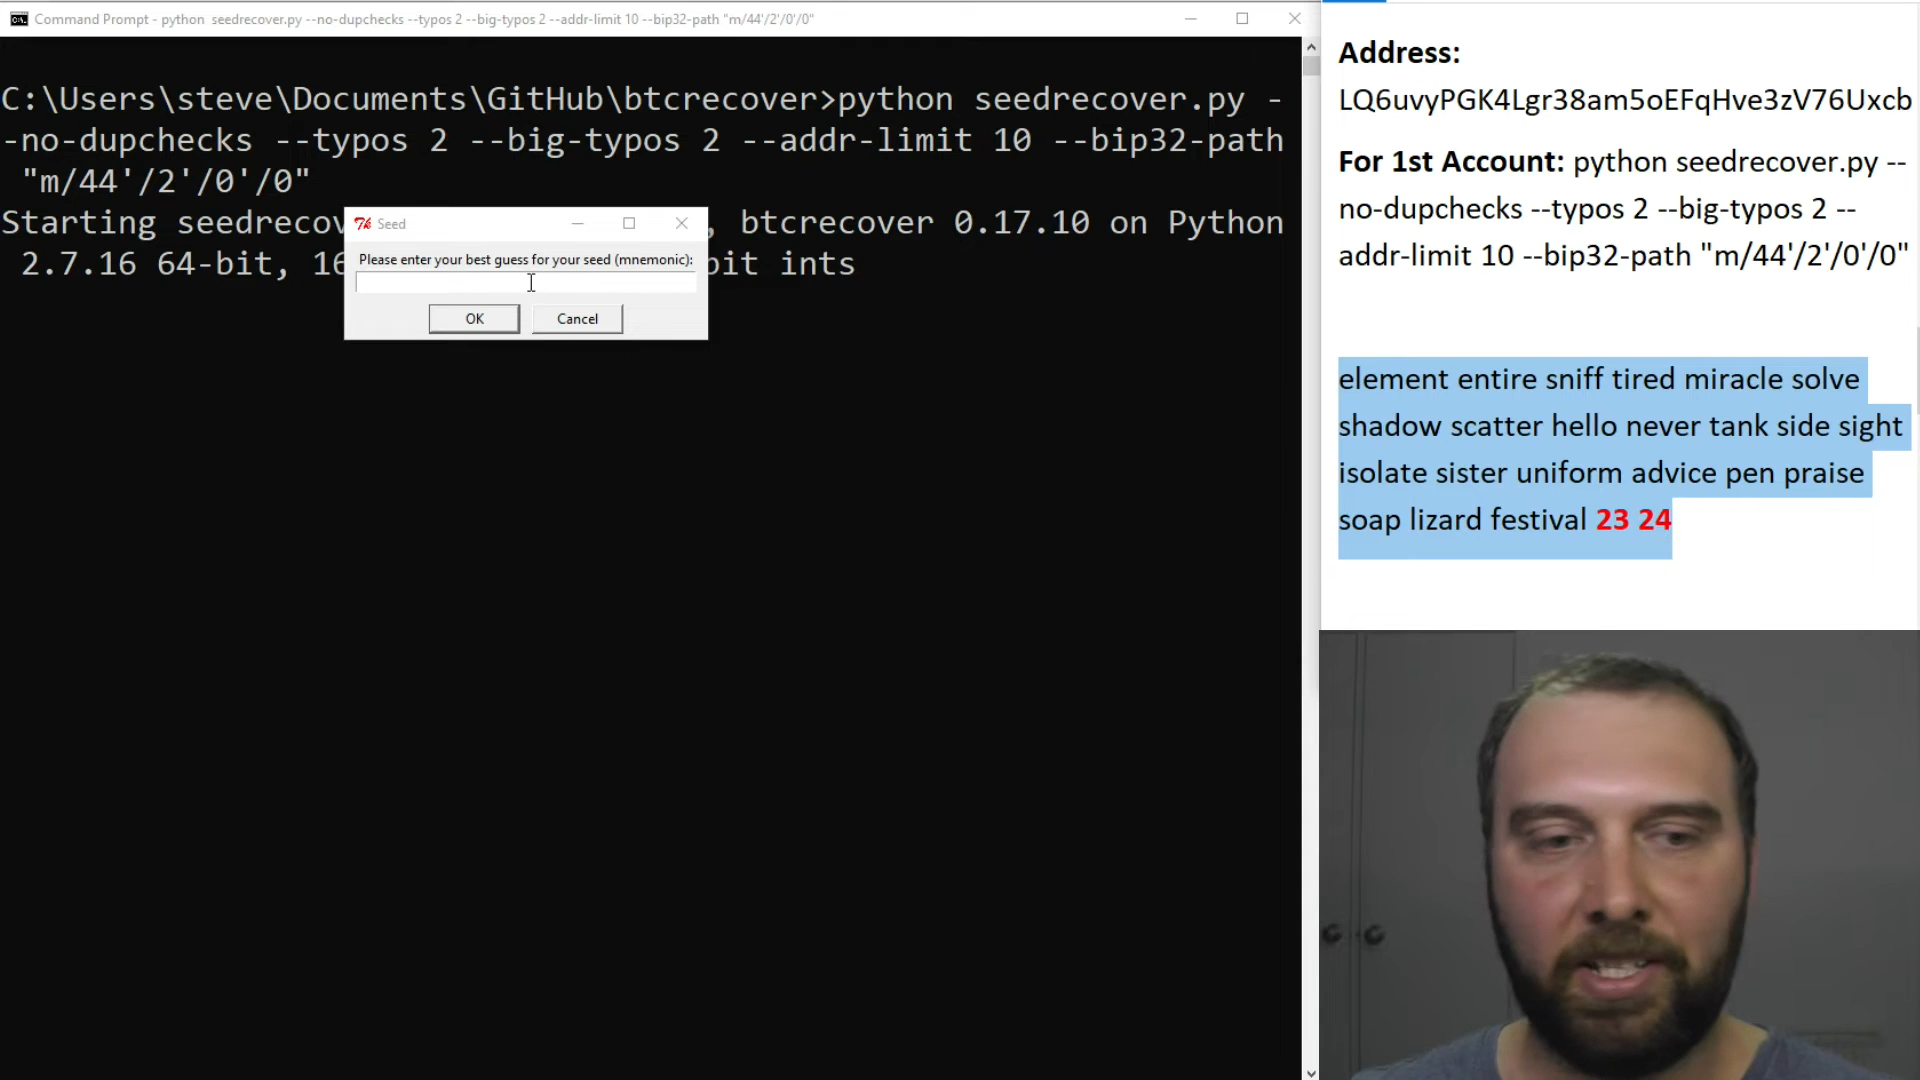 Command Prompt - python  seedrecover.py --no-dupchecks --typos 2 --big-typos 2 --addr-limit 10 --bip32-path "m/44'/2'/0'/0"
C:\Users\steve\Documents\GitHub\btcrecover>python seedrecover.py -
-no-dupchecks --typos 2 --big-typos 2 --addr-limit 10 --bip32-path
"m/44'/2'/0'/0"
Starting seedrecov , btcrecover 0.17.10 on Python
2.7.16 64-bit, 16 bit ints
Seed
Please enter your best guess for your seed (mnemonic):
OK Cancel
Address:
LQ6uvyPGK4Lgr38am5oEFqHve3zV76Uxcb
For 1st Account: python seedrecover.py --
no-dupchecks --typos 2 --big-typos 2 --
addr-limit 10 --bip32-path "m/44'/2'/0'/0"
element entire sniff tired miracle solve
shadow scatter hello never tank side sight
isolate sister uniform advice pen praise
soap lizard festival 23 24